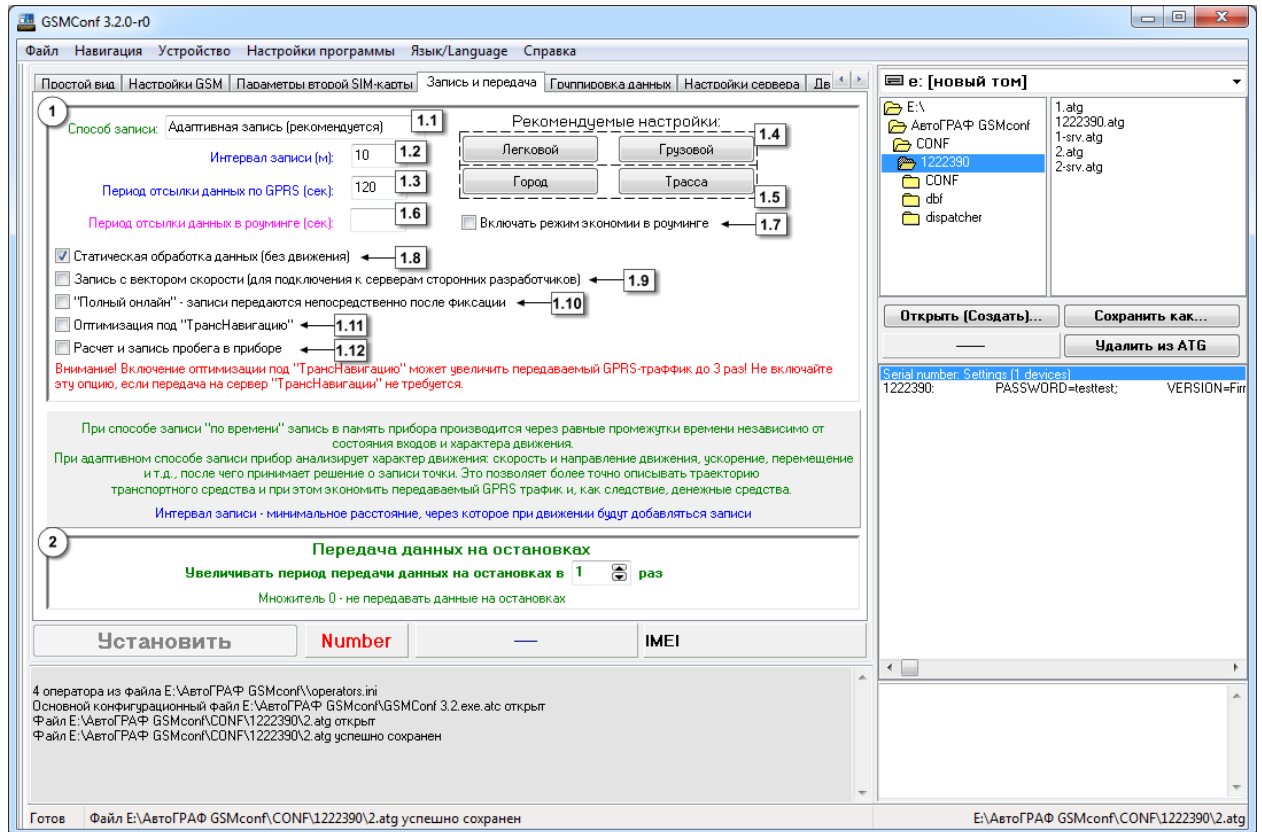 GSMConf 3.2.0-r0
Файл Навигация Устройство Настройки программы Язык/Language Справка
Простой вид Настройки GSM Параметры второй SIM-карты Запись и передача Группировка данных Настройки сервера Дв
1
Способ записи: Адаптивная запись (рекомендуется) 1.1
Интервал записи (м): 10 1.2
Период отсылки данных по GPRS (сек): 120 1.3
Период отсылки данных в роуминге (сек): 1.6
Рекомендуемые настройки:
1.4
Легковой Грузовой
Город Трасса
1.5
Включать режим экономии в роуминге 1.7
Статическая обработка данных (без движения) 1.8
Запись с вектором скорости (для подключения к серверам сторонних разработчиков) 1.9
"Полный онлайн" - записи передаются непосредственно после фиксации 1.10
Оптимизация под "ТрансНавигацию" 1.11
Расчет и запись пробега в приборе 1.12
Внимание! Включение оптимизации под "ТрансНавигацию" может увеличить передаваемый GPRS-траффик до 3 раз! Не включайте
эту опцию, если передача на сервер "ТрансНавигации" не требуется.
При способе записи "по времени" запись в память прибора производится через равные промежутки времени независимо от
состояния входов и характера движения.
При адаптивном способе записи прибор анализирует характер движения: скорость и направление движения, ускорение, перемещение
и т.д., после чего принимает решение о записи точки. Это позволяет более точно описывать траекторию
транспортного средства и при этом экономить передаваемый GPRS трафик и, как следствие, денежные средства.
Интервал записи - минимальное расстояние, через которое при движении будут добавляться записи
2
Передача данных на остановках
Увеличивать период передачи данных на остановках в 1 раз
Множитель 0 - не передавать данные на остановках
Установить Number — IMEI
4 оператора из файла E:\АвтоГРАФ GSMconf\\operators.ini
Основной конфигурационный файл E:\АвтоГРАФ GSMconf\GSMConf 3.2.exe.atc открыт
Файл E:\АвтоГРАФ GSMconf\CONF\1222390\2.atg открыт
Файл E:\АвтоГРАФ GSMconf\CONF\1222390\2.atg успешно сохранен
e: [новый том]
E:\
АвтоГРАФ GSMconf
CONF
1222390
CONF
dbf
dispatcher
1.atg
1222390.atg
1-srv.atg
2.atg
2-srv.atg
Открыть (Создать)... Сохранить как...
— Удалить из ATG
Serial number: Settings (1 devices)
1222390: PASSWORD=testtest; VERSION=Firr
Готов Файл E:\АвтоГРАФ GSMconf\CONF\1222390\2.atg успешно сохранен E:\АвтоГРАФ GSMconf\CONF\1222390\2.atg